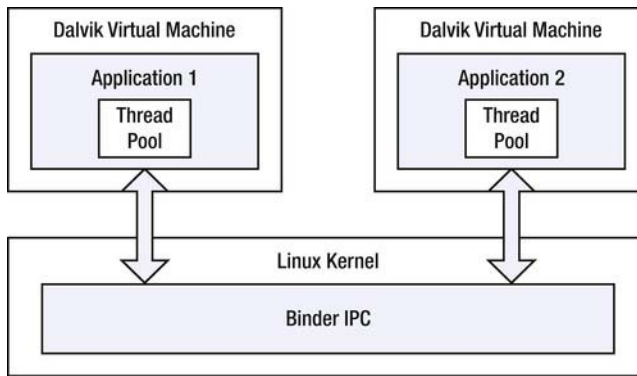 Dalvik Virtual Machine
Application 1
Thread
Pool
Dalvik Virtual Machine
Application 2
Thread
Pool
Linux Kernel
Binder IPC